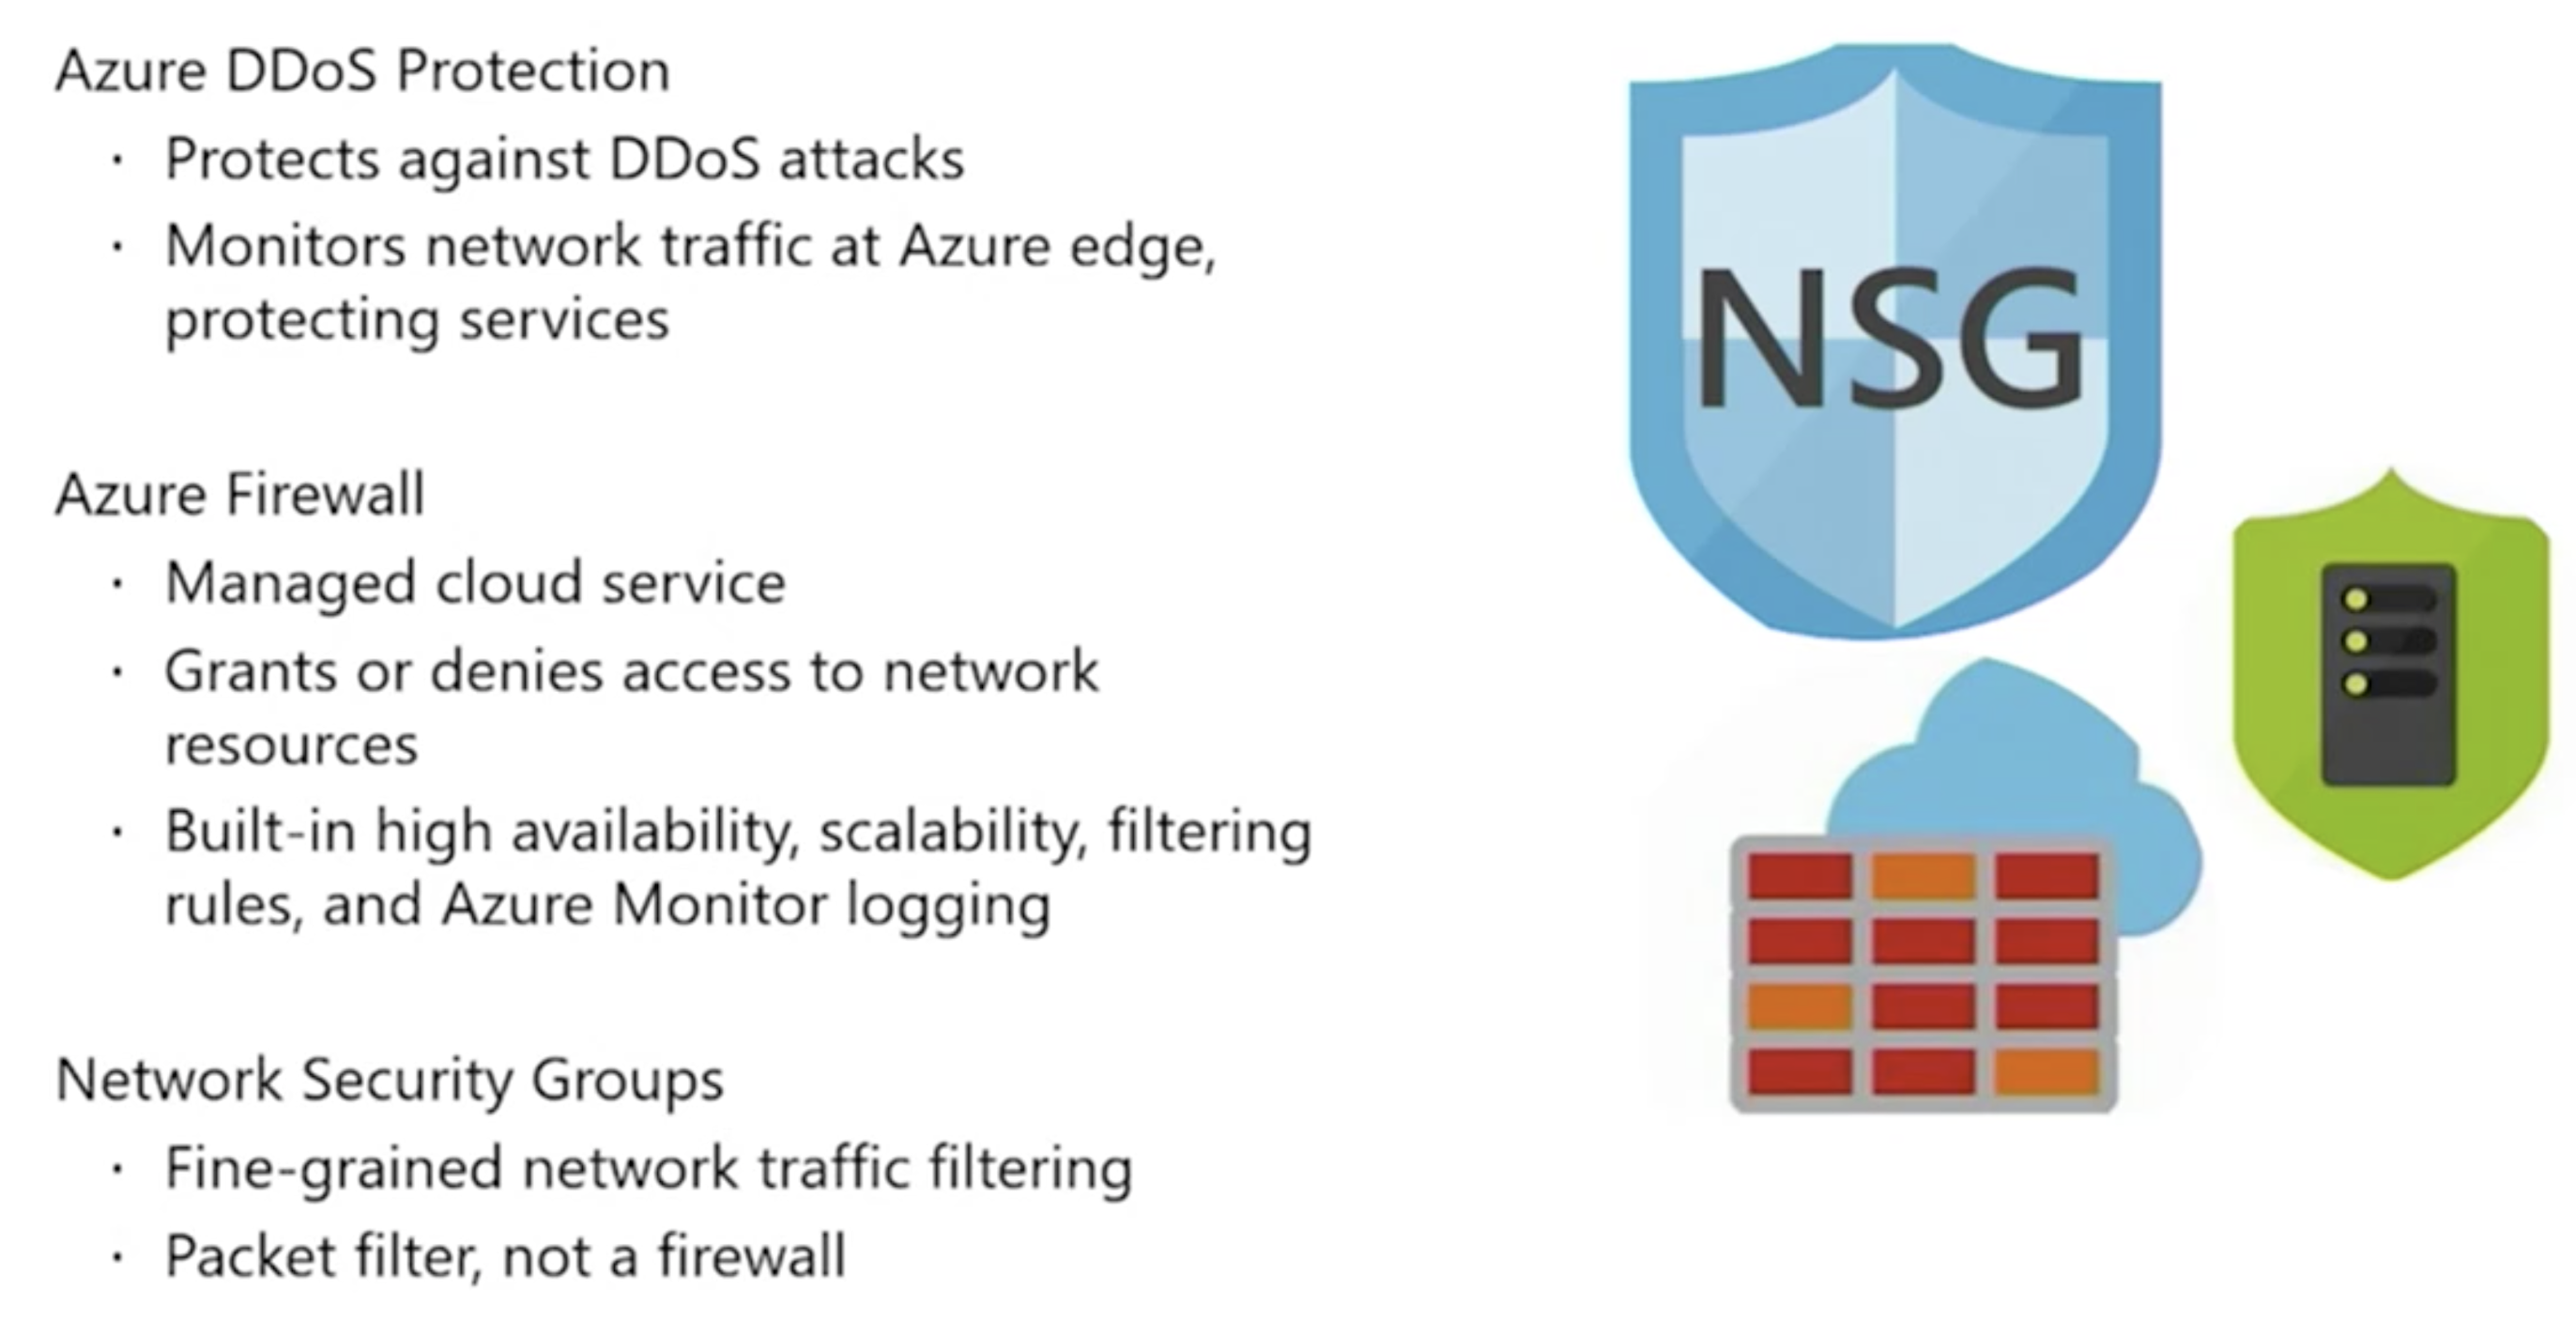 Azure DDoS Protection
· Protects against DDoS attacks
· Monitors network traffic at Azure edge,
protecting services
Azure Firewall
· Managed cloud service
· Grants or denies access to network
resources
· Built-in high availability, scalability, filtering
rules, and Azure Monitor logging
Network Security Groups
· Fine-grained network traffic filtering
· Packet filter, not a firewall
NSG